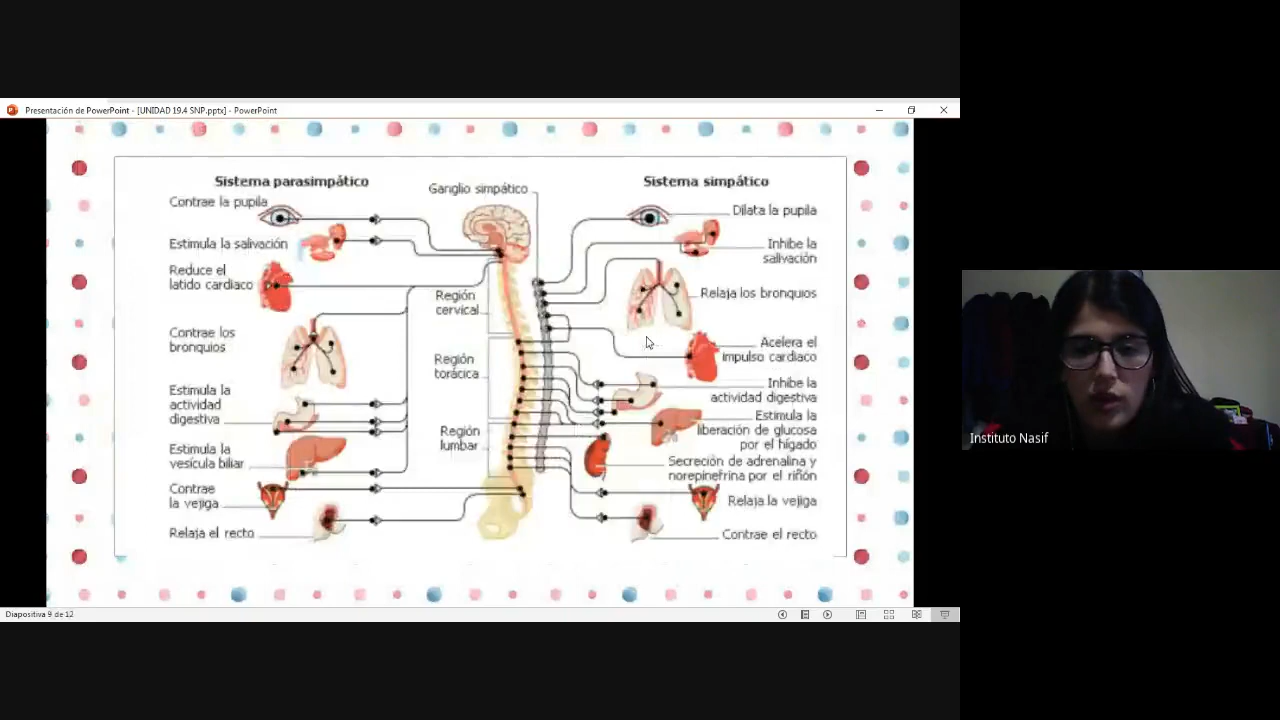 Presentación de PowerPoint - [UNIDAD 19.4 SNP.pptx] - PowerPoint
Sistema parasimpático
Contrae la pupila
Estimula la salivación
Reduce el
latido cardiaco
Contrae los
bronquios
Estimula la
actividad
digestiva
Estimula la
vesícula biliar
Contrae
la vejiga
Relaja el recto
Ganglio simpático
Región
cervical
Región
torácica
Región
lumbar
Sistema simpático
Dilata la pupila
Inhibe la
salivación
Relaja los bronquios
Acelera el
impulso cardiaco
Inhibe la
actividad digestiva
Estimula la
liberación de glucosa
por el hígado
Secreción de adrenalina y
norepinefrina por el riñón
Relaja la vejiga
Contrae el recto
Diapositiva 9 de 12
Instituto Nasif